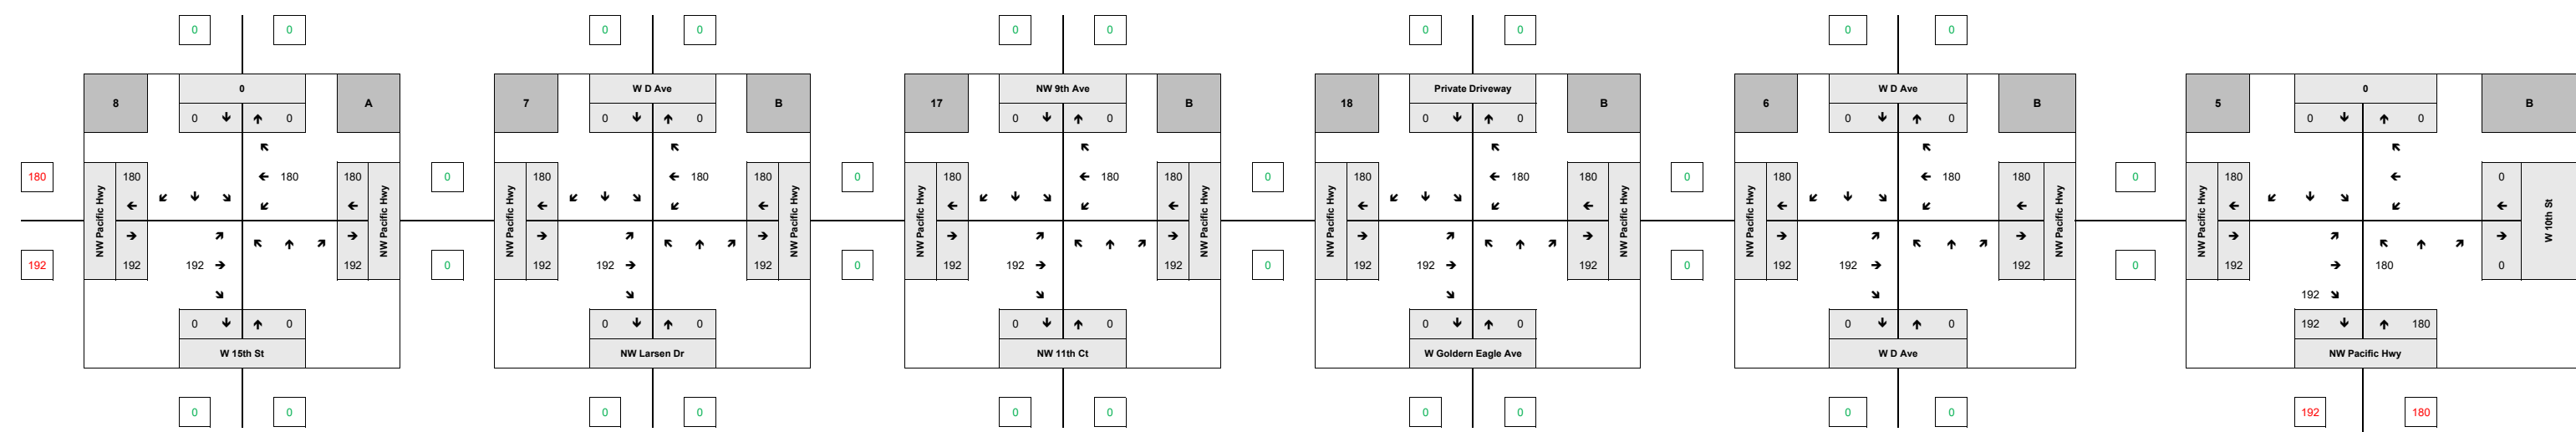 0 0 0 0 0 0 0 0 0 0
8 0 A 7 W D Ave B 17 NW 9th Ave B 18 Private Driveway B 6 W D Ave B 5 0 B
0 0 0 0 0 0 0 0 0 0 0 0
180 180 180 180 0 180 180 180 0 180 180 180 0 180 180 180 0 180 180 180 0 180 0
NW Pacific Hwy NW Pacific Hwy NW Pacific Hwy NW Pacific Hwy NW Pacific Hwy NW Pacific Hwy NW Pacific Hwy NW Pacific Hwy NW Pacific Hwy NW Pacific Hwy NW Pacific Hwy W 10th St
192 192 192 192 0 192 192 192 0 192 192 192 0 192 192 192 0 192 192 192 0 192 180 0
192
0 0 0 0 0 0 0 0 0 0 192 180
W 15th St NW Larsen Dr NW 11th Ct W Goldern Eagle Ave W D Ave NW Pacific Hwy
0 0 0 0 0 0 0 0 0 0 192 180